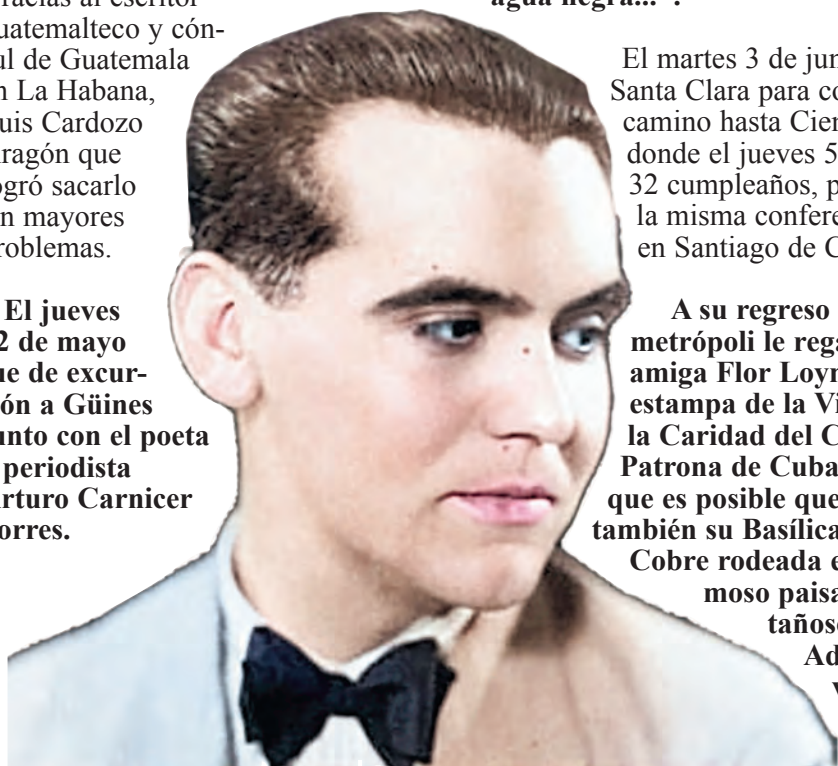 racias al escritor
uatemalteco y cón-
ul de Guatemala
n La Habana,
uis Cardozo
ragón que
ogró sacarlo
n mayores
roblemas.
El jueves
2 de mayo
ue de excur-
ón a Güines
unto con el poeta
periodista
rturo Carnicer
orres.
agua negra...".
El martes 3 de jun
Santa Clara para co
camino hasta Cien
donde el jueves 5
32 cumpleaños, p
la misma confere
en Santiago de C
A su regreso
metrópoli le rega
amiga Flor Loyn
estampa de la Vi
la Caridad del C
Patrona de Cuba
que es posible que
también su Basílica
Cobre rodeada e
moso paisa
tañoso
Ad